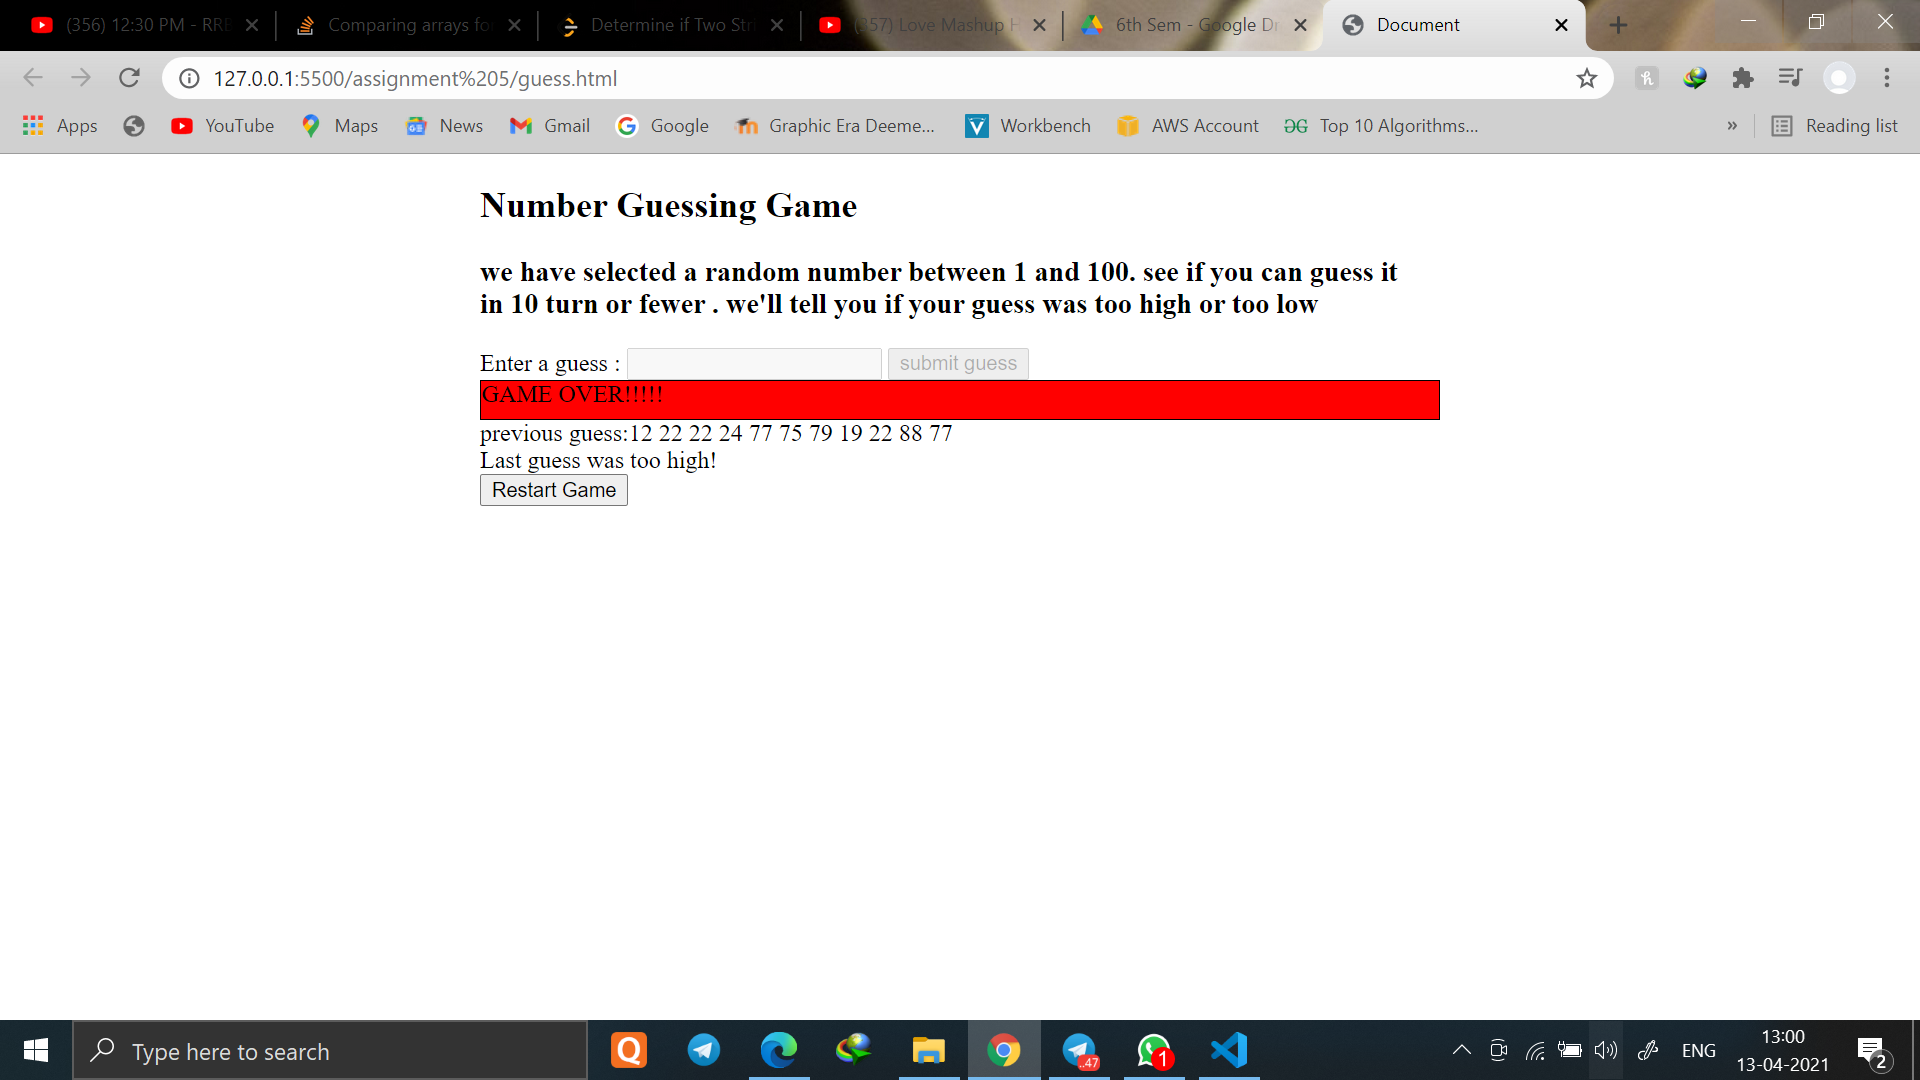 (356) 12:30 PM - RRB
Comparing arrays fo
Determine if Two Stri
(357) Love Mashup H
6th Sem - Google Dr
Document
127.0.0.1:5500/assignment%205/guess.html
Apps
YouTube
Maps
News
Gmail
Google
Graphic Era Deeme...
Workbench
AWS Account
Top 10 Algorithms...
»
Reading list
Number Guessing Game
we have selected a random number between 1 and 100. see if you can guess it
in 10 turn or fewer . we'll tell you if your guess was too high or too low
Enter a guess :
submit guess
GAME OVER!!!!!
previous guess:12 22 22 24 77 75 79 19 22 88 77
Last guess was too high!
Restart Game
Type here to search
..47
1
ENG
13:00
13-04-2021
2